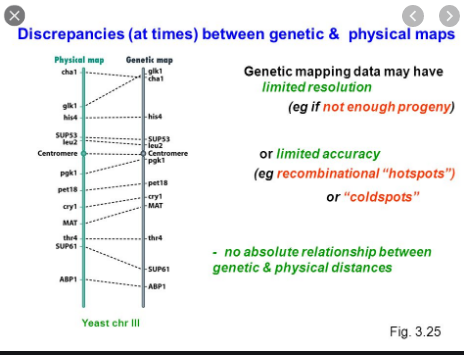 Discrepancies (at times) between genetic & physical maps
Physical map
Genetic map
cha1
glk1
his4
SUP53
leu2
Centromere
pgk1
pet18
cry1
MAT
thr4
SUP61
ABP1
glk1
cha1
his4
SUP53
leu2
Centromere
pgk1
pet18
cry1
MAT
thr4
SUP61
ABP1
Yeast chr III
Genetic mapping data may have
limited resolution
(eg if not enough progeny)
or limited accuracy
(eg recombinational “hotspots”)
or “coldspots”
- no absolute relationship between
genetic & physical distances
Fig. 3.25